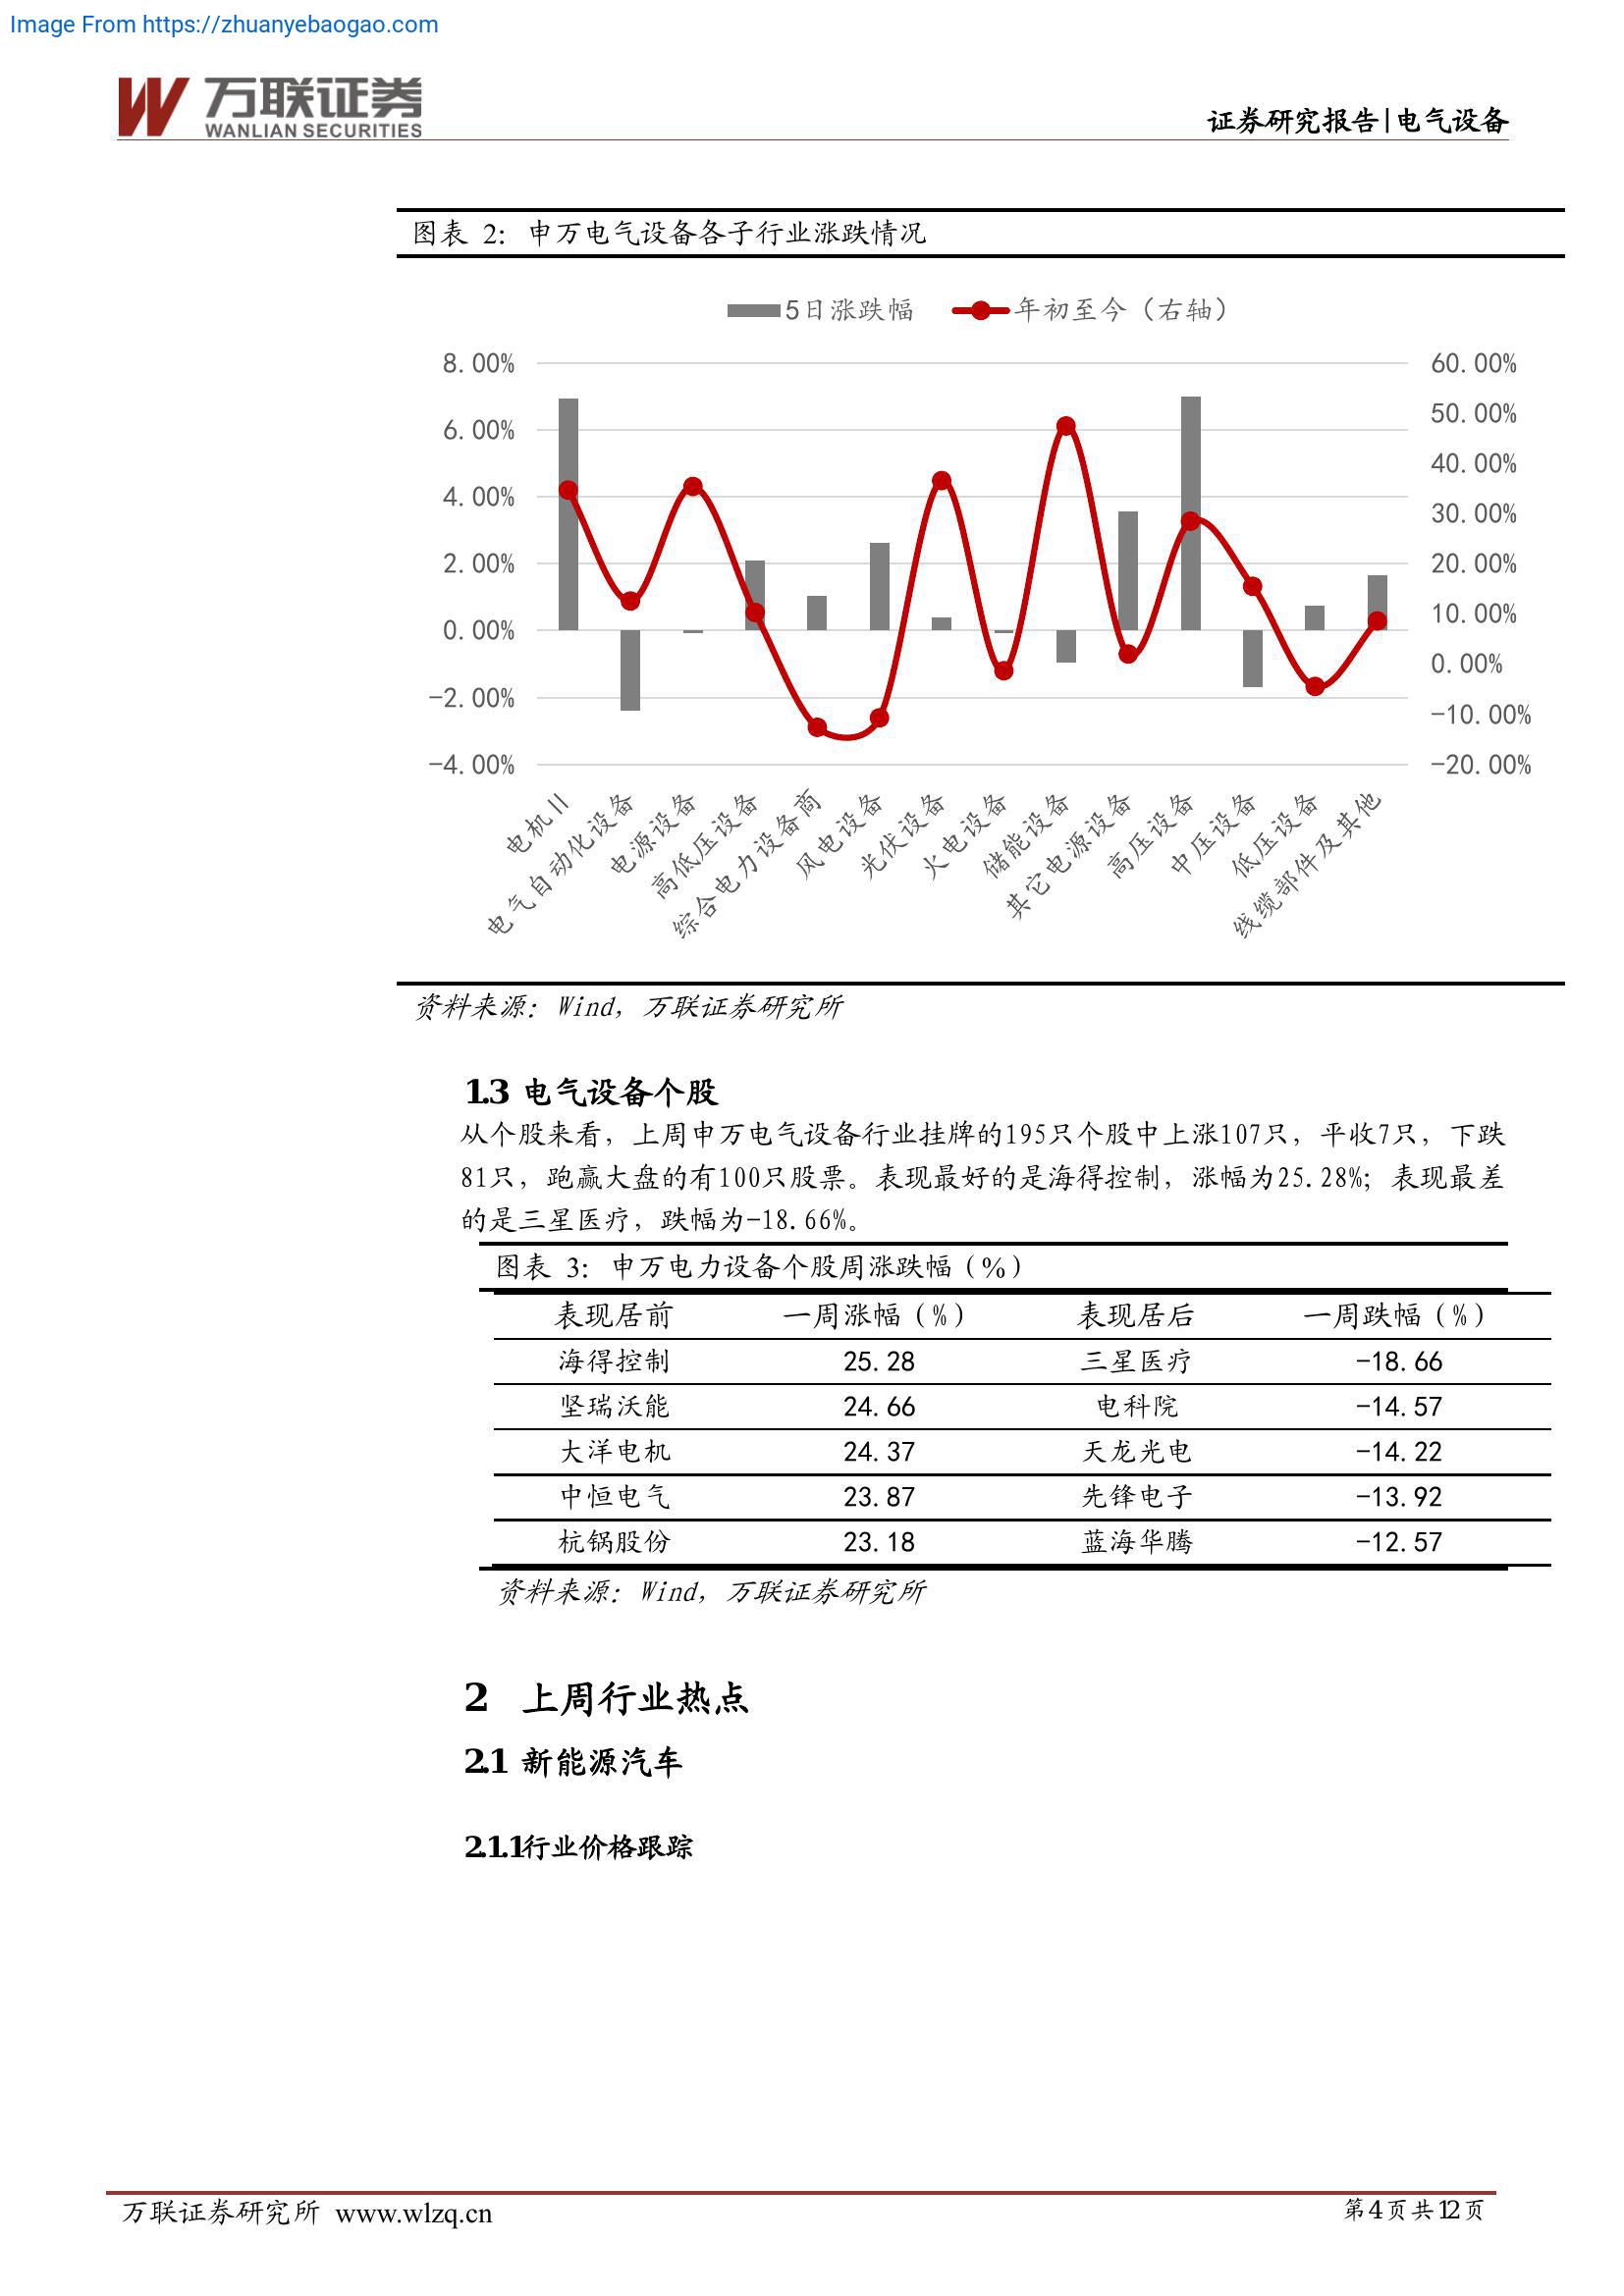 Image From https://zhuanyebaogao.com
万联证券
WANLIAN SECURITIES
证券研究报告|电气设备
图表 2：申万电气设备各子行业涨跌情况
5日涨跌幅 年初至今（右轴）
8.00% 60.00%
50.00%
6.00%
40.00%
4.00%
30.00%
2.00% 20.00%
10.00%
0.00%
0.00%
-2.00%
-10.00%
-4.00% -20.00%
电机II
电气自动化设备
电源设备
高低压设备
综合电力设备商
风电设备
光伏设备
火电设备
储能设备
其它电源设备
高压设备
中压设备
低压设备
线缆部件及其他
资料来源：Wind，万联证券研究所
1.3 电气设备个股
从个股来看，上周申万电气设备行业挂牌的195只个股中上涨107只，平收7只，下跌
81只，跑赢大盘的有100只股票。表现最好的是海得控制，涨幅为25.28%；表现最差
的是三星医疗，跌幅为-18.66%。
图表 3：申万电力设备个股周涨跌幅（%）
表现居前 一周涨幅（%） 表现居后 一周跌幅（%）
海得控制 25.28 三星医疗 -18.66
坚瑞沃能 24.66 电科院 -14.57
大洋电机 24.37 天龙光电 -14.22
中恒电气 23.87 先锋电子 -13.92
杭锅股份 23.18 蓝海华腾 -12.57
资料来源：Wind，万联证券研究所
2 上周行业热点
2.1 新能源汽车
2.1.1行业价格跟踪
万联证券研究所 www.wlzq.cn 第4页共12页